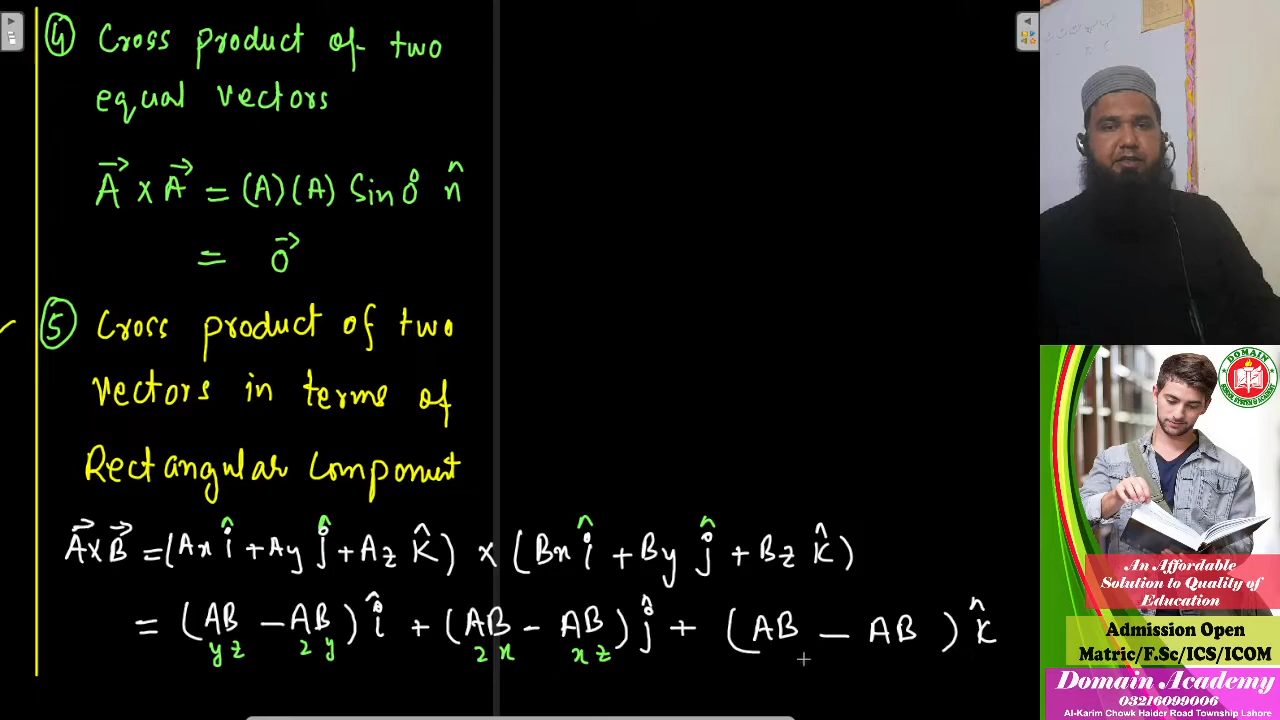 ④ Cross product of two
equal vectors
A⃗ × A⃗ = (A)(A) Sin 0° n̂
= 0⃗
⑤ Cross product of two
vectors in terms of
Rectangular component
A⃗×B⃗ = (Ax î + Ay ĵ + Az K̂) × (Bx î + By ĵ + Bz k̂)
= (AyBz − AzBy) î + (AzBx − AxBz) ĵ + (AB − AB) k̂
DOMAIN
An Affordable
Solution to Quality of
Education
Admission Open
Matric/F.Sc/ICS/ICOM
Domain Academy
03216099006
Al-Karim Chowk Haider Road Township Lahore